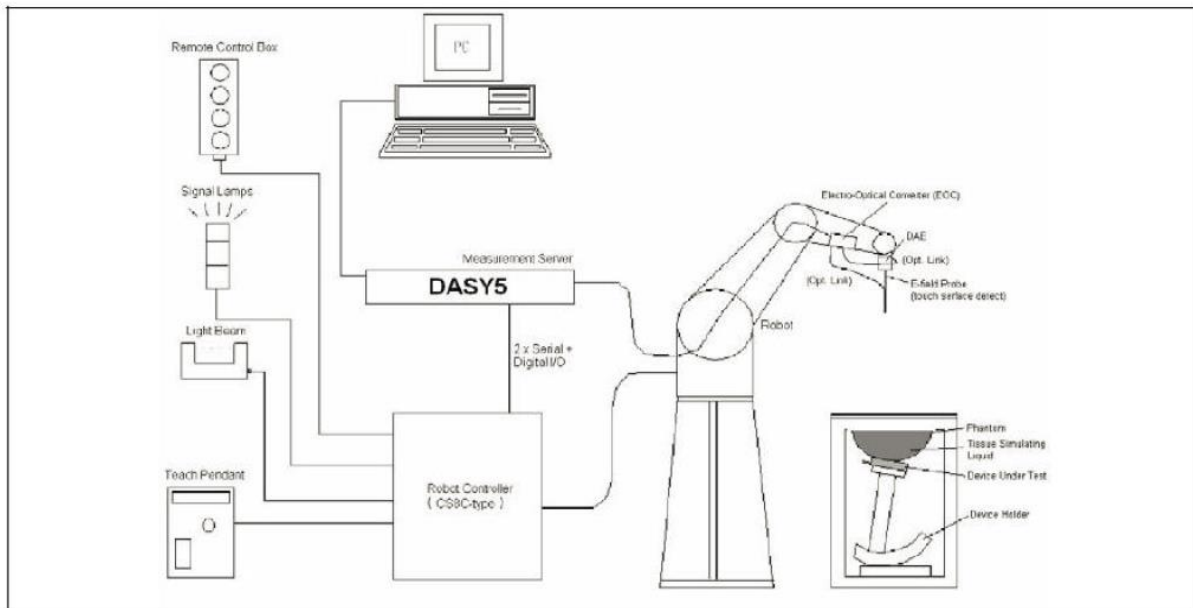 Remote Control Box
PC
Signal Lamps
Electro-Optical Converter (EOC)
DAE
(Opt. Link)
Measurement Server
DASY5
(Opt. Link)
E-field Probe
(touch surface detect)
Robot
Light Beam
2 x Serial +
Digital I/O
Phantom
Tissue Simulating
Liquid
Device Under Test
Teach Pendant
Robot Controller
( CS8C-type )
Device Holder